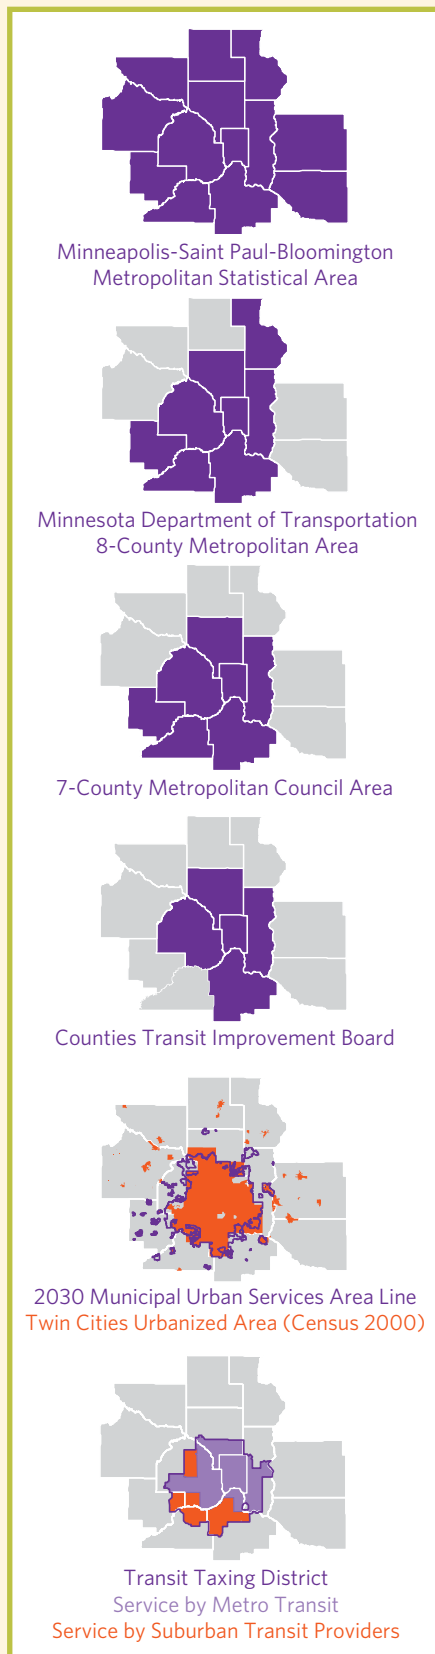 Minneapolis-Saint Paul-Bloomington
Metropolitan Statistical Area
Minnesota Department of Transportation
8-County Metropolitan Area
7-County Metropolitan Council Area
Counties Transit Improvement Board
2030 Municipal Urban Services Area Line
Twin Cities Urbanized Area (Census 2000)
Transit Taxing District
Service by Metro Transit
Service by Suburban Transit Providers